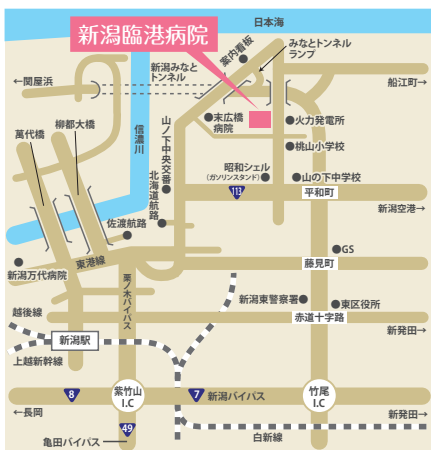 日本海
新潟臨港病院
案内看板
みなとトンネル
ランプ
←関屋浜
新潟みなと
トンネル
船江町→
柳都大橋
萬代橋
信濃川
山ノ下中央交番
末広橋
病院
火力発電所
桃山小学校
昭和シェル
(ガソリンスタンド)
山の下中学校
北海道航路
113
平和町
新潟空港→
佐渡航路
GS
新潟万代病院
東港線
藤見町
栗ノ木バイパス
新潟東警察署
東区役所
越後線
赤道十字路
新発田→
新潟駅
上越新幹線
8
紫竹山
I.C
7
新潟バイパス
竹尾
I.C
←長岡
新発田→
49
亀田バイパス
白新線